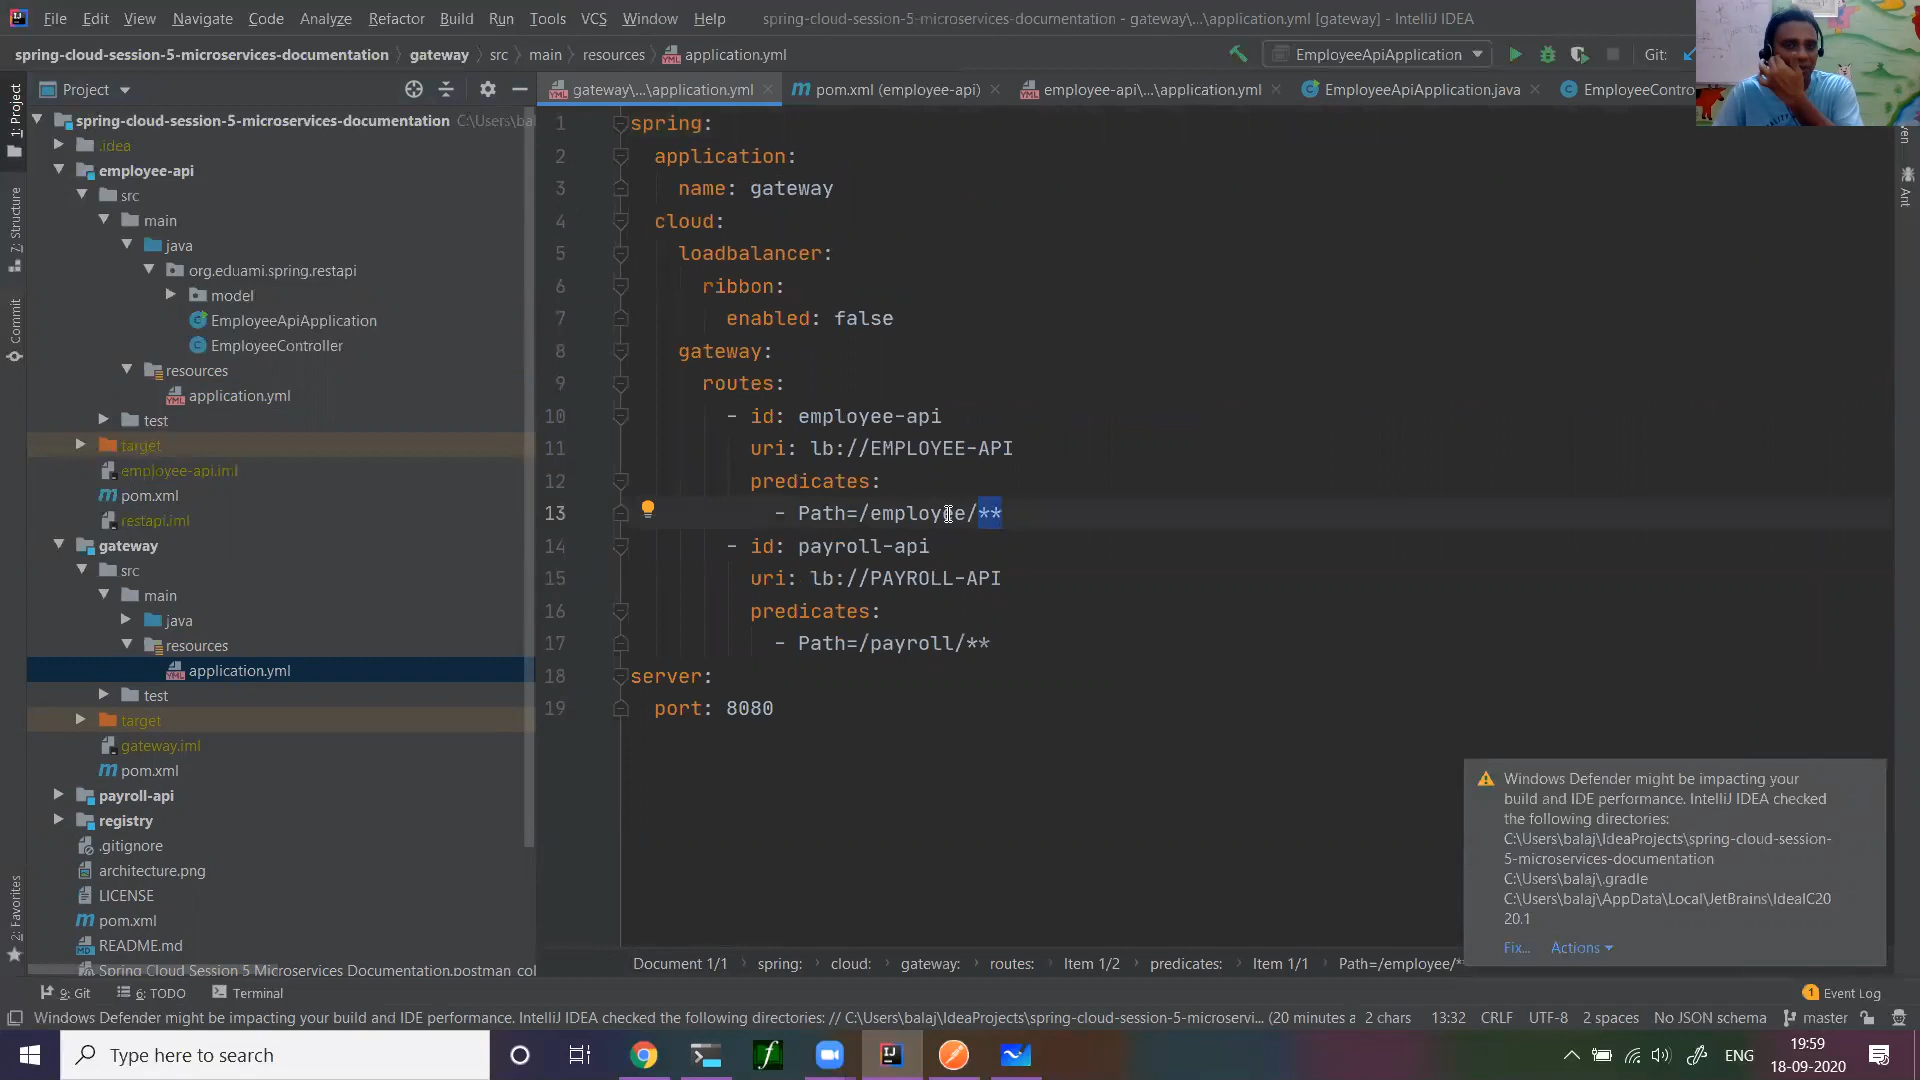 File Edit View Navigate Code Analyze Refactor Build Run Tools VCS Window Help spring-cloud-session-5-microservices-documentation - gateway\...\application.yml [gateway] - IntelliJ IDEA
spring-cloud-session-5-microservices-documentation gateway src main resources application.yml EmployeeApiApplication Git:
Project gateway\...\application.yml pom.xml (employee-api) employee-api\...\application.yml EmployeeApiApplication.java EmployeeContro
1: Project
7: Structure
Commit
2: Favorites
spring-cloud-session-5-microservices-documentation C:\Users\bal
.idea
employee-api
src
main
java
org.eduami.spring.restapi
model
EmployeeApiApplication
EmployeeController
resources
application.yml
test
target
employee-api.iml
pom.xml
restapi.iml
gateway
src
main
java
resources
application.yml
test
target
gateway.iml
pom.xml
payroll-api
registry
.gitignore
architecture.png
LICENSE
pom.xml
README.md
Spring Cloud Session 5 Microservices Documentation.postman_col
1 spring:
2 application:
3 name: gateway
4 cloud:
5 loadbalancer:
6 ribbon:
7 enabled: false
8 gateway:
9 routes:
10 - id: employee-api
11 uri: lb://EMPLOYEE-API
12 predicates:
13 - Path=/employee/**
14 - id: payroll-api
15 uri: lb://PAYROLL-API
16 predicates:
17 - Path=/payroll/**
18 server:
19 port: 8080
Ant
Windows Defender might be impacting your
build and IDE performance. IntelliJ IDEA checked
the following directories:
C:\Users\balaj\IdeaProjects\spring-cloud-session-
5-microservices-documentation
C:\Users\balaj\.gradle
C:\Users\balaj\AppData\Local\JetBrains\IdeaIC20
20.1
Fix... Actions
Document 1/1 spring: cloud: gateway: routes: Item 1/2 predicates: Item 1/1 Path=/employee/*
9: Git 6: TODO Terminal 1 Event Log
Windows Defender might be impacting your build and IDE performance. IntelliJ IDEA checked the following directories: // C:\Users\balaj\IdeaProjects\spring-cloud-session-5-microservi... (20 minutes a 2 chars 13:32 CRLF UTF-8 2 spaces No JSON schema master
Type here to search ENG 19:59
18-09-2020